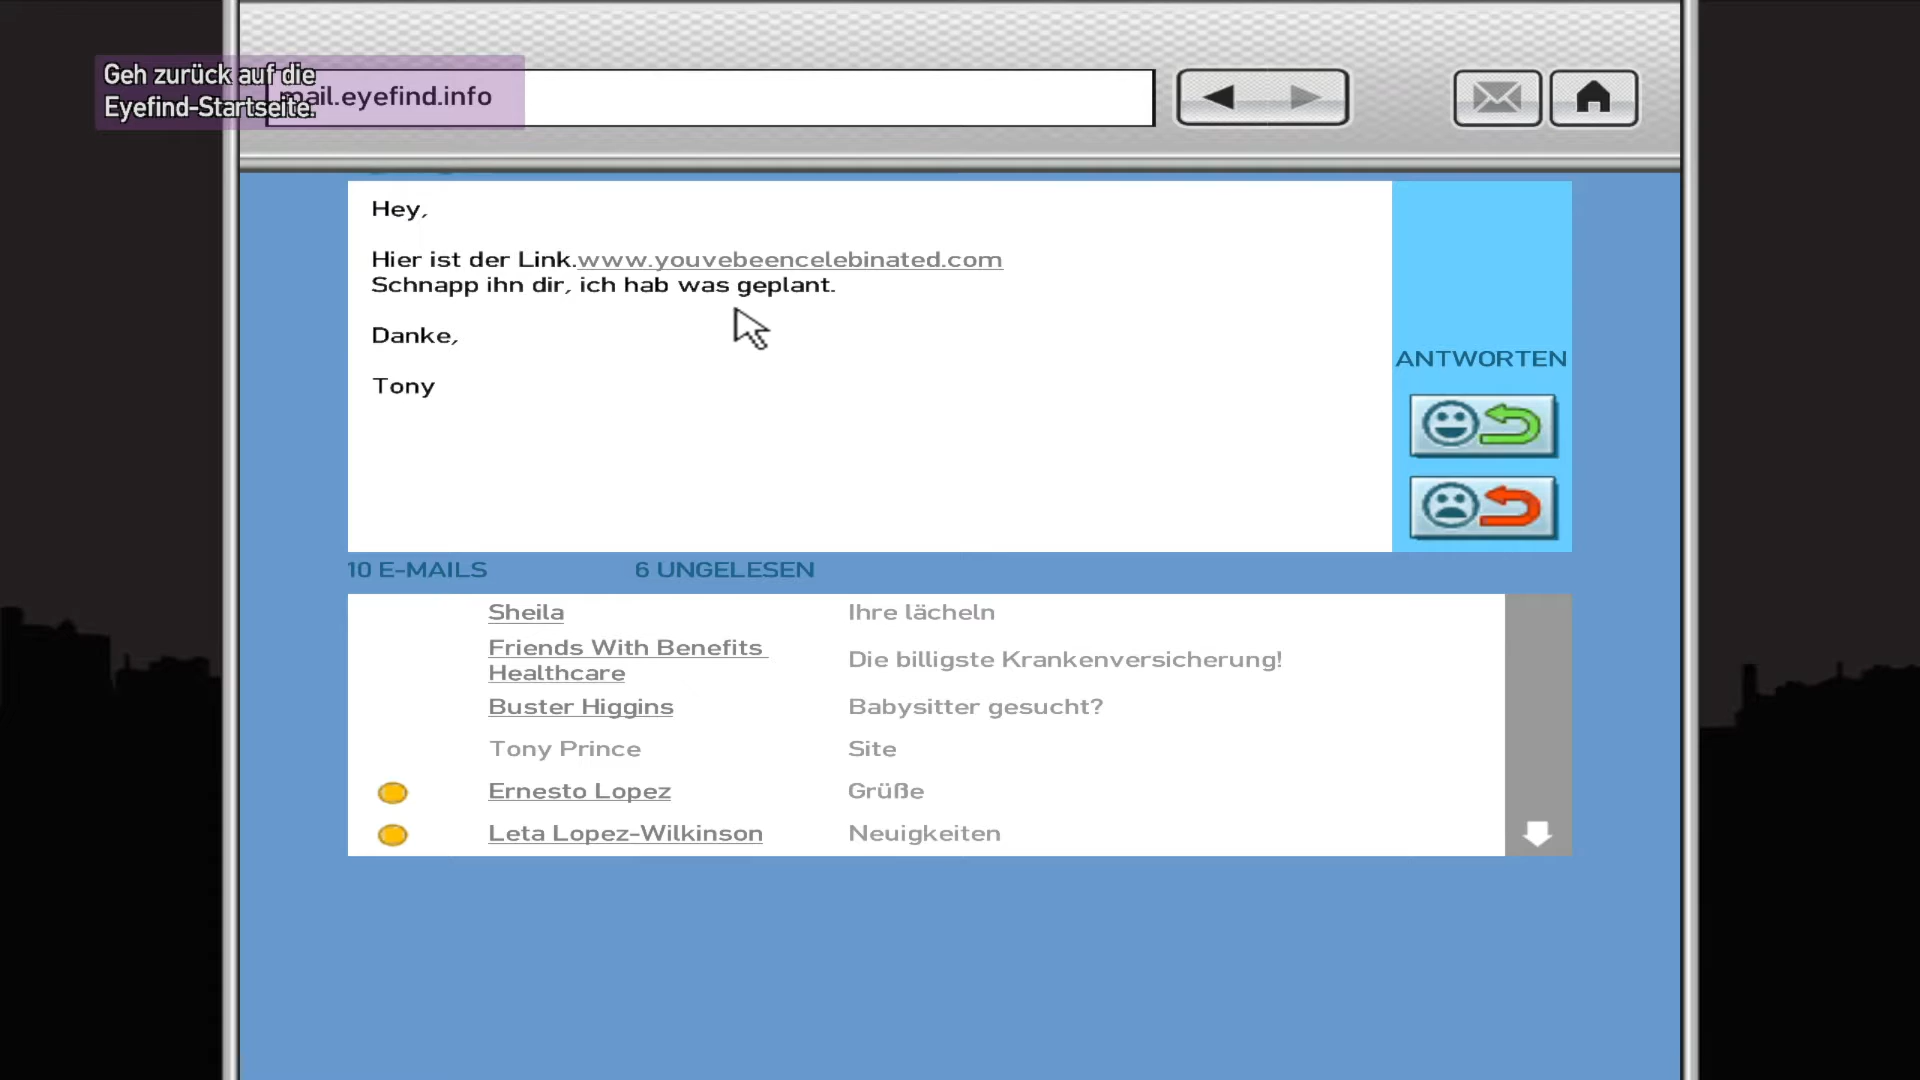 Geh zurück auf die
Eyefind-Startseite.
mail.eyefind.info
Hey,
Hier ist der Link.www.youvebeencelebinated.com
Schnapp ihn dir, ich hab was geplant.
Danke,
Tony
ANTWORTEN
10 E-MAILS 6 UNGELESEN
Sheila Ihre lächeln
Friends With Benefits
Healthcare Die billigste Krankenversicherung!
Buster Higgins Babysitter gesucht?
Tony Prince Site
Ernesto Lopez Grüße
Leta Lopez-Wilkinson Neuigkeiten